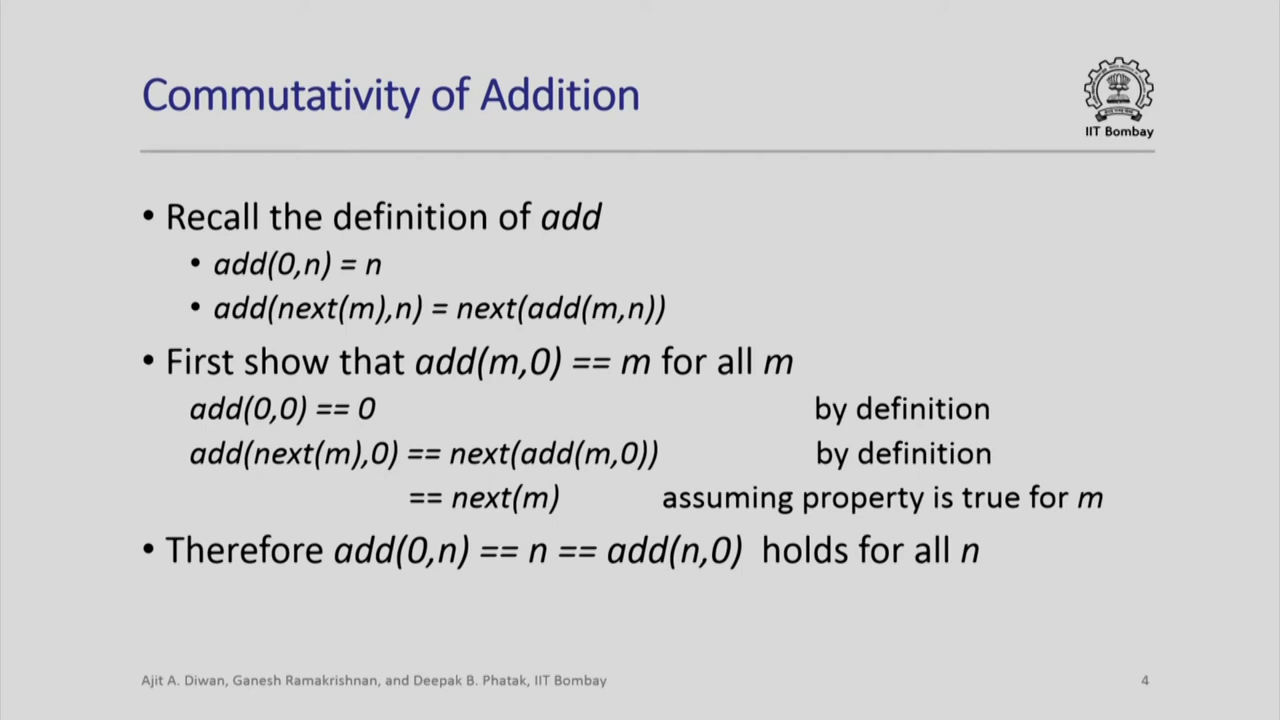 Commutativity of Addition
IIT Bombay
• Recall the definition of add
• add(0,n) = n
• add(next(m),n) = next(add(m,n))
• First show that add(m,0) == m for all m
add(0,0) == 0 by definition
add(next(m),0) == next(add(m,0)) by definition
== next(m) assuming property is true for m
• Therefore add(0,n) == n == add(n,0) holds for all n
Ajit A. Diwan, Ganesh Ramakrishnan, and Deepak B. Phatak, IIT Bombay 4